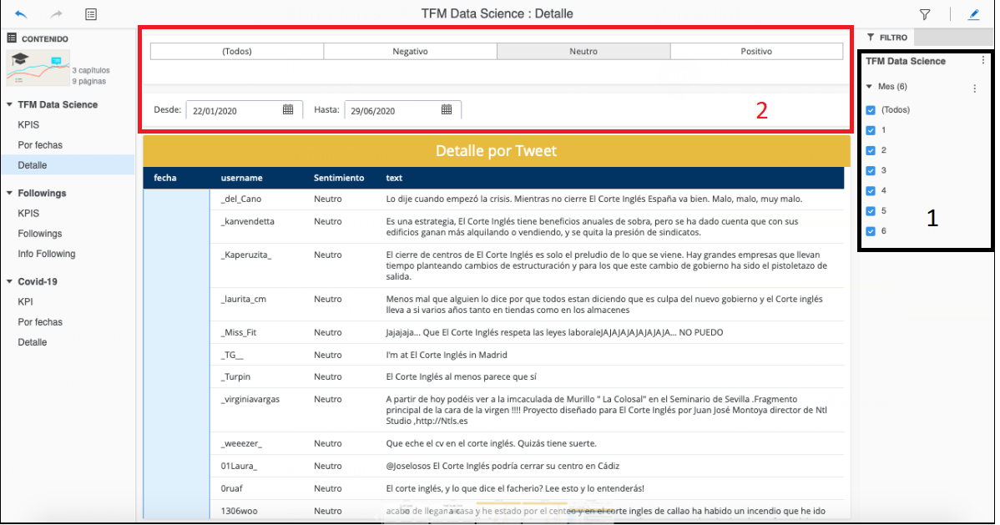 TFM Data Science : Detalle
CONTENIDO
3 capítulos
9 páginas
TFM Data Science
KPIS
Por fechas
Detalle
Followings
KPIS
Followings
Info Following
Covid-19
KPI
Por fechas
Detalle
(Todos) Negativo Neutro Positivo
Desde: 22/01/2020 Hasta: 29/06/2020
2
Detalle por Tweet
fecha username Sentimiento text
_del_Cano Neutro Lo dije cuando empezó la crisis. Mientras no cierre El Corte Inglés España va bien. Malo, malo, muy malo.
_kanvendetta Neutro Es una estrategia, El Corte Inglés tiene beneficios anuales de sobra, pero se ha dado cuenta que con sus
edificios ganan más alquilando o vendiendo, y se quita la presión de sindicatos.
_Kaperuzita_ Neutro El cierre de centros de El Corte Inglés es solo el preludio de lo que se viene. Hay grandes empresas que llevan
tiempo planteando cambios de estructuración y para los que este cambio de gobierno ha sido el pistoletazo de
salida.
_laurita_cm Neutro Menos mal que alguien lo dice por que todos estan diciendo que es culpa del nuevo gobierno y el Corte inglés
lleva a si varios años tanto en tiendas como en los almacenes
_Miss_Fit Neutro Jajajaja... Que El Corte Inglés respeta las leyes laboraleJAJAJAJAJAJAJAJA... NO PUEDO
_TG__ Neutro I'm at El Corte Inglés in Madrid
_Turpin Neutro El Corte Inglés al menos parece que sí
_virginiavargas Neutro A partir de hoy podéis ver a la imcaculada de Murillo " La Colosal" en el Seminario de Sevilla .Fragmento
principal de la cara de la virgen !!!! Proyecto diseñado para El Corte Inglés por Juan José Montoya director de Ntl
Studio ,http://Ntls.es
_weeezer_ Neutro Que eche el cv en el corte inglés. Quizás tiene suerte.
01Laura_ Neutro @Joselosos El Corte Inglés podría cerrar su centro en Cádiz
0ruaf Neutro El corte inglés, y lo que dice el facherio? Lee esto y lo entenderás!
1306woo Neutro acabo de llegar a casa y he estado por el centro y en el corte ingles de callao ha habido un incendio que he ido
FILTRO
TFM Data Science
Mes (6)
(Todos)
1
2
3
4
5
6
1